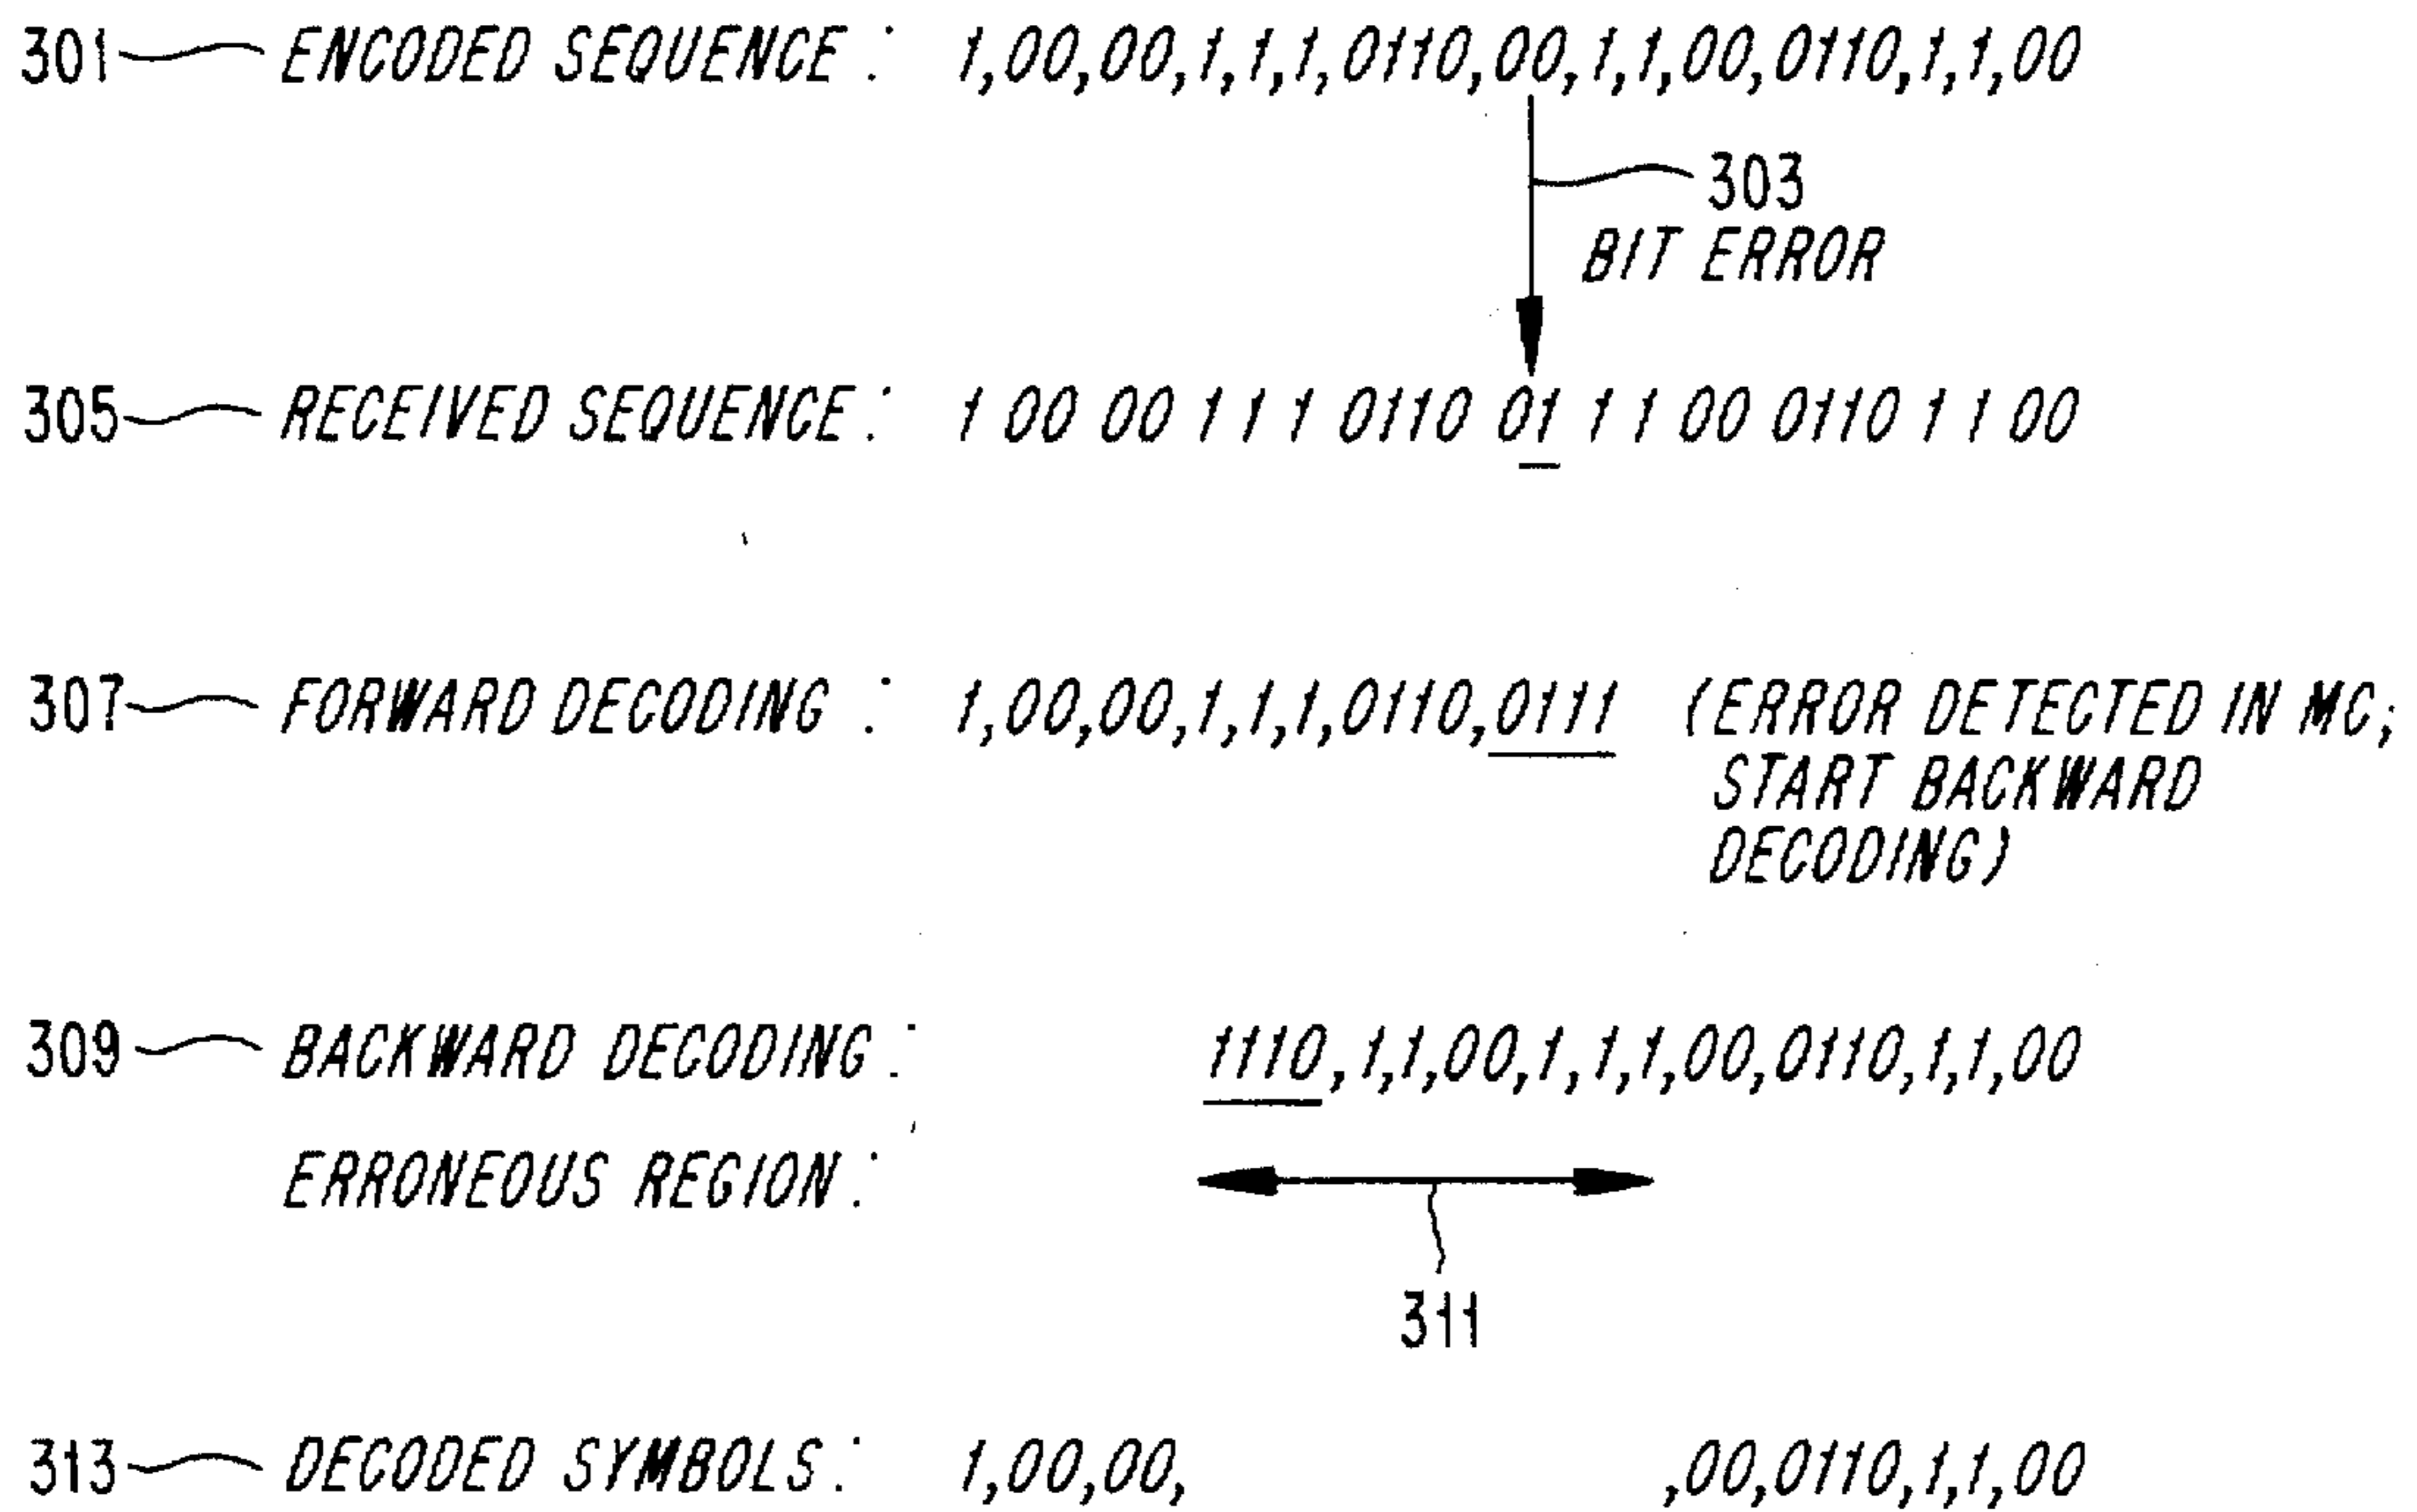 301 ENCODED SEQUENCE : 1,00,00,1,1,1,0110,00,1,1,00,0110,1,1,00
303
BIT ERROR
305 RECEIVED SEQUENCE : 1 00 00 1 1 1 0110 01 1 1 00 0110 1 1 00
307 FORWARD DECODING : 1,00,00,1,1,1,0110,0111 (ERROR DETECTED IN MC;
START BACKWARD
DECODING)
309 BACKWARD DECODING : 1110,1,1,00,1,1,1,00,0110,1,1,00
ERRONEOUS REGION :
311
313 DECODED SYMBOLS : 1,00,00, ,00,0110,1,1,00